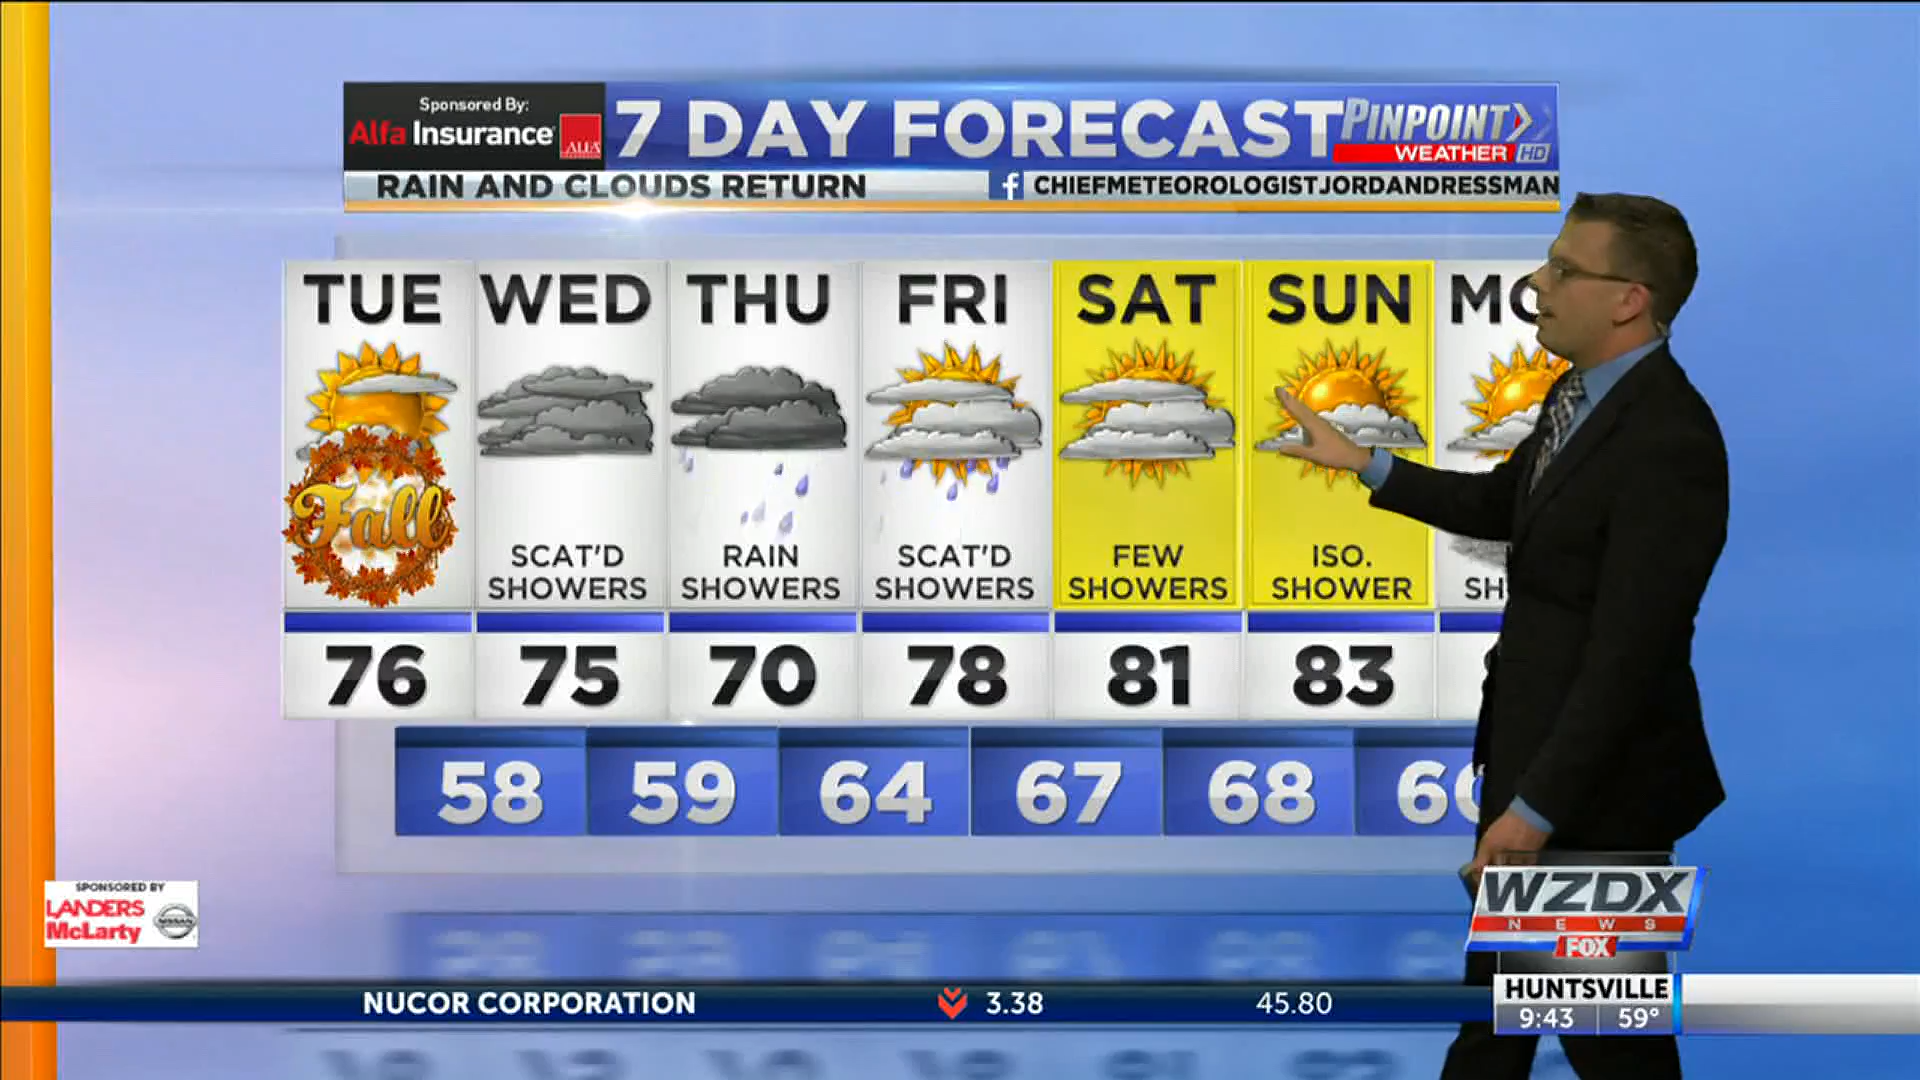 Sponsored By:
Alfa Insurance
ALFA
7 DAY FORECAST
PINPOINT
WEATHER HD
RAIN AND CLOUDS RETURN
f CHIEFMETEOROLOGISTJORDANDRESSMAN
TUE WED THU FRI SAT SUN
Fall
SCAT'D SHOWERS
RAIN SHOWERS
SCAT'D SHOWERS
FEW SHOWERS
ISO. SHOWER
76 75 70 78 81 83
58 59 64 67 68
SPONSORED BY
LANDERS
McLarty
NISSAN
WZDX
NEWS
FOX
NUCOR CORPORATION 3.38 45.80
HUNTSVILLE
9:43 59°